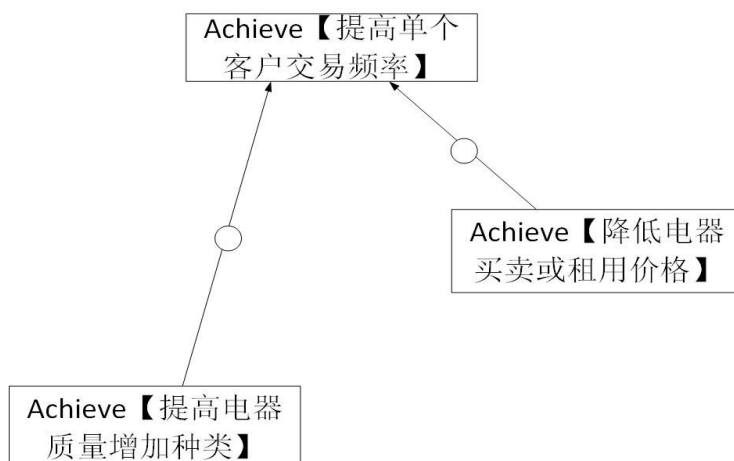 Achieve【提高单个
客户交易频率】
Achieve【降低电器
买卖或租用价格】
Achieve【提高电器
质量增加种类】